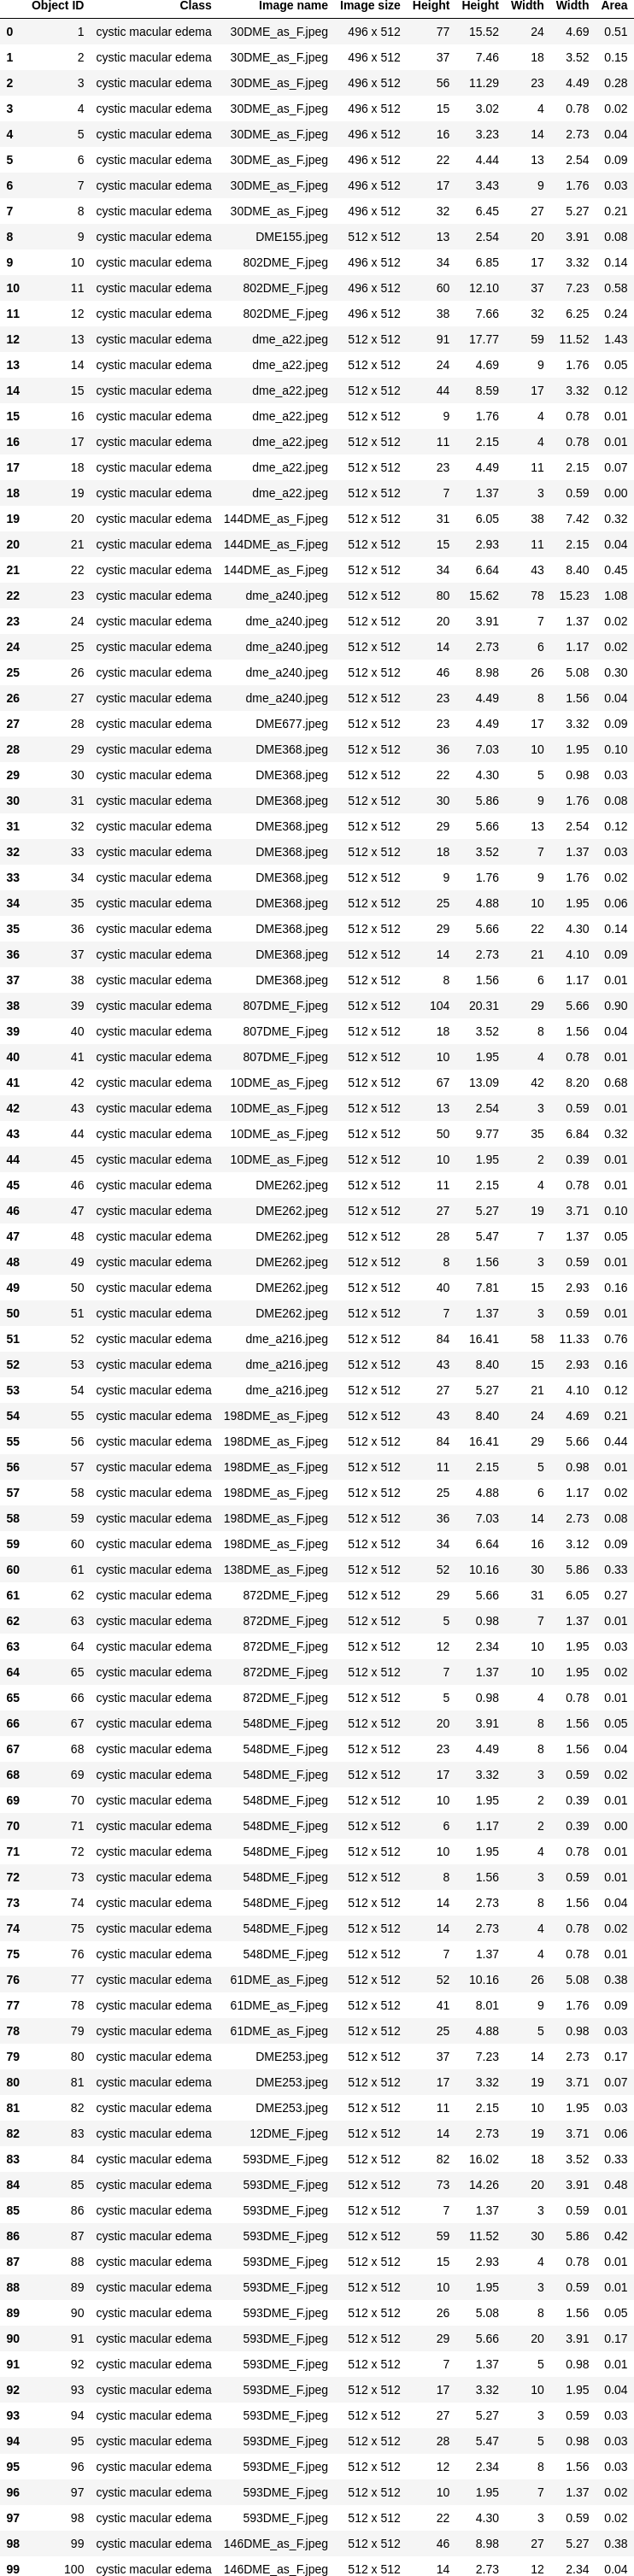 Object ID Class Image name Image size Height Height Width Width Area
0 1 cystic macular edema 30DME_as_F.jpeg 496 x 512 77 15.52 24 4.69 0.51
1 2 cystic macular edema 30DME_as_F.jpeg 496 x 512 37 7.46 18 3.52 0.15
2 3 cystic macular edema 30DME_as_F.jpeg 496 x 512 56 11.29 23 4.49 0.28
3 4 cystic macular edema 30DME_as_F.jpeg 496 x 512 15 3.02 4 0.78 0.02
4 5 cystic macular edema 30DME_as_F.jpeg 496 x 512 16 3.23 14 2.73 0.04
5 6 cystic macular edema 30DME_as_F.jpeg 496 x 512 22 4.44 13 2.54 0.09
6 7 cystic macular edema 30DME_as_F.jpeg 496 x 512 17 3.43 9 1.76 0.03
7 8 cystic macular edema 30DME_as_F.jpeg 496 x 512 32 6.45 27 5.27 0.21
8 9 cystic macular edema DME155.jpeg 512 x 512 13 2.54 20 3.91 0.08
9 10 cystic macular edema 802DME_F.jpeg 496 x 512 34 6.85 17 3.32 0.14
10 11 cystic macular edema 802DME_F.jpeg 496 x 512 60 12.10 37 7.23 0.58
11 12 cystic macular edema 802DME_F.jpeg 496 x 512 38 7.66 32 6.25 0.24
12 13 cystic macular edema dme_a22.jpeg 512 x 512 91 17.77 59 11.52 1.43
13 14 cystic macular edema dme_a22.jpeg 512 x 512 24 4.69 9 1.76 0.05
14 15 cystic macular edema dme_a22.jpeg 512 x 512 44 8.59 17 3.32 0.12
15 16 cystic macular edema dme_a22.jpeg 512 x 512 9 1.76 4 0.78 0.01
16 17 cystic macular edema dme_a22.jpeg 512 x 512 11 2.15 4 0.78 0.01
17 18 cystic macular edema dme_a22.jpeg 512 x 512 23 4.49 11 2.15 0.07
18 19 cystic macular edema dme_a22.jpeg 512 x 512 7 1.37 3 0.59 0.00
19 20 cystic macular edema 144DME_as_F.jpeg 512 x 512 31 6.05 38 7.42 0.32
20 21 cystic macular edema 144DME_as_F.jpeg 512 x 512 15 2.93 11 2.15 0.04
21 22 cystic macular edema 144DME_as_F.jpeg 512 x 512 34 6.64 43 8.40 0.45
22 23 cystic macular edema dme_a240.jpeg 512 x 512 80 15.62 78 15.23 1.08
23 24 cystic macular edema dme_a240.jpeg 512 x 512 20 3.91 7 1.37 0.02
24 25 cystic macular edema dme_a240.jpeg 512 x 512 14 2.73 6 1.17 0.02
25 26 cystic macular edema dme_a240.jpeg 512 x 512 46 8.98 26 5.08 0.30
26 27 cystic macular edema dme_a240.jpeg 512 x 512 23 4.49 8 1.56 0.04
27 28 cystic macular edema DME677.jpeg 512 x 512 23 4.49 17 3.32 0.09
28 29 cystic macular edema DME368.jpeg 512 x 512 36 7.03 10 1.95 0.10
29 30 cystic macular edema DME368.jpeg 512 x 512 22 4.30 5 0.98 0.03
30 31 cystic macular edema DME368.jpeg 512 x 512 30 5.86 9 1.76 0.08
31 32 cystic macular edema DME368.jpeg 512 x 512 29 5.66 13 2.54 0.12
32 33 cystic macular edema DME368.jpeg 512 x 512 18 3.52 7 1.37 0.03
33 34 cystic macular edema DME368.jpeg 512 x 512 9 1.76 9 1.76 0.02
34 35 cystic macular edema DME368.jpeg 512 x 512 25 4.88 10 1.95 0.06
35 36 cystic macular edema DME368.jpeg 512 x 512 29 5.66 22 4.30 0.14
36 37 cystic macular edema DME368.jpeg 512 x 512 14 2.73 21 4.10 0.09
37 38 cystic macular edema DME368.jpeg 512 x 512 8 1.56 6 1.17 0.01
38 39 cystic macular edema 807DME_F.jpeg 512 x 512 104 20.31 29 5.66 0.90
39 40 cystic macular edema 807DME_F.jpeg 512 x 512 18 3.52 8 1.56 0.04
40 41 cystic macular edema 807DME_F.jpeg 512 x 512 10 1.95 4 0.78 0.01
41 42 cystic macular edema 10DME_as_F.jpeg 512 x 512 67 13.09 42 8.20 0.68
42 43 cystic macular edema 10DME_as_F.jpeg 512 x 512 13 2.54 3 0.59 0.01
43 44 cystic macular edema 10DME_as_F.jpeg 512 x 512 50 9.77 35 6.84 0.32
44 45 cystic macular edema 10DME_as_F.jpeg 512 x 512 10 1.95 2 0.39 0.01
45 46 cystic macular edema DME262.jpeg 512 x 512 11 2.15 4 0.78 0.01
46 47 cystic macular edema DME262.jpeg 512 x 512 27 5.27 19 3.71 0.10
47 48 cystic macular edema DME262.jpeg 512 x 512 28 5.47 7 1.37 0.05
48 49 cystic macular edema DME262.jpeg 512 x 512 8 1.56 3 0.59 0.01
49 50 cystic macular edema DME262.jpeg 512 x 512 40 7.81 15 2.93 0.16
50 51 cystic macular edema DME262.jpeg 512 x 512 7 1.37 3 0.59 0.01
51 52 cystic macular edema dme_a216.jpeg 512 x 512 84 16.41 58 11.33 0.76
52 53 cystic macular edema dme_a216.jpeg 512 x 512 43 8.40 15 2.93 0.16
53 54 cystic macular edema dme_a216.jpeg 512 x 512 27 5.27 21 4.10 0.12
54 55 cystic macular edema 198DME_as_F.jpeg 512 x 512 43 8.40 24 4.69 0.21
55 56 cystic macular edema 198DME_as_F.jpeg 512 x 512 84 16.41 29 5.66 0.44
56 57 cystic macular edema 198DME_as_F.jpeg 512 x 512 11 2.15 5 0.98 0.01
57 58 cystic macular edema 198DME_as_F.jpeg 512 x 512 25 4.88 6 1.17 0.02
58 59 cystic macular edema 198DME_as_F.jpeg 512 x 512 36 7.03 14 2.73 0.08
59 60 cystic macular edema 198DME_as_F.jpeg 512 x 512 34 6.64 16 3.12 0.09
60 61 cystic macular edema 138DME_as_F.jpeg 512 x 512 52 10.16 30 5.86 0.33
61 62 cystic macular edema 872DME_F.jpeg 512 x 512 29 5.66 31 6.05 0.27
62 63 cystic macular edema 872DME_F.jpeg 512 x 512 5 0.98 7 1.37 0.01
63 64 cystic macular edema 872DME_F.jpeg 512 x 512 12 2.34 10 1.95 0.03
64 65 cystic macular edema 872DME_F.jpeg 512 x 512 7 1.37 10 1.95 0.02
65 66 cystic macular edema 872DME_F.jpeg 512 x 512 5 0.98 4 0.78 0.01
66 67 cystic macular edema 548DME_F.jpeg 512 x 512 20 3.91 8 1.56 0.05
67 68 cystic macular edema 548DME_F.jpeg 512 x 512 23 4.49 8 1.56 0.04
68 69 cystic macular edema 548DME_F.jpeg 512 x 512 17 3.32 3 0.59 0.02
69 70 cystic macular edema 548DME_F.jpeg 512 x 512 10 1.95 2 0.39 0.01
70 71 cystic macular edema 548DME_F.jpeg 512 x 512 6 1.17 2 0.39 0.00
71 72 cystic macular edema 548DME_F.jpeg 512 x 512 10 1.95 4 0.78 0.01
72 73 cystic macular edema 548DME_F.jpeg 512 x 512 8 1.56 3 0.59 0.01
73 74 cystic macular edema 548DME_F.jpeg 512 x 512 14 2.73 8 1.56 0.04
74 75 cystic macular edema 548DME_F.jpeg 512 x 512 14 2.73 4 0.78 0.02
75 76 cystic macular edema 548DME_F.jpeg 512 x 512 7 1.37 4 0.78 0.01
76 77 cystic macular edema 61DME_as_F.jpeg 512 x 512 52 10.16 26 5.08 0.38
77 78 cystic macular edema 61DME_as_F.jpeg 512 x 512 41 8.01 9 1.76 0.09
78 79 cystic macular edema 61DME_as_F.jpeg 512 x 512 25 4.88 5 0.98 0.03
79 80 cystic macular edema DME253.jpeg 512 x 512 37 7.23 14 2.73 0.17
80 81 cystic macular edema DME253.jpeg 512 x 512 17 3.32 19 3.71 0.07
81 82 cystic macular edema DME253.jpeg 512 x 512 11 2.15 10 1.95 0.03
82 83 cystic macular edema 12DME_F.jpeg 512 x 512 14 2.73 19 3.71 0.06
83 84 cystic macular edema 593DME_F.jpeg 512 x 512 82 16.02 18 3.52 0.33
84 85 cystic macular edema 593DME_F.jpeg 512 x 512 73 14.26 20 3.91 0.48
85 86 cystic macular edema 593DME_F.jpeg 512 x 512 7 1.37 3 0.59 0.01
86 87 cystic macular edema 593DME_F.jpeg 512 x 512 59 11.52 30 5.86 0.42
87 88 cystic macular edema 593DME_F.jpeg 512 x 512 15 2.93 4 0.78 0.01
88 89 cystic macular edema 593DME_F.jpeg 512 x 512 10 1.95 3 0.59 0.01
89 90 cystic macular edema 593DME_F.jpeg 512 x 512 26 5.08 8 1.56 0.05
90 91 cystic macular edema 593DME_F.jpeg 512 x 512 29 5.66 20 3.91 0.17
91 92 cystic macular edema 593DME_F.jpeg 512 x 512 7 1.37 5 0.98 0.01
92 93 cystic macular edema 593DME_F.jpeg 512 x 512 17 3.32 10 1.95 0.04
93 94 cystic macular edema 593DME_F.jpeg 512 x 512 27 5.27 3 0.59 0.03
94 95 cystic macular edema 593DME_F.jpeg 512 x 512 28 5.47 5 0.98 0.03
95 96 cystic macular edema 593DME_F.jpeg 512 x 512 12 2.34 8 1.56 0.03
96 97 cystic macular edema 593DME_F.jpeg 512 x 512 10 1.95 7 1.37 0.02
97 98 cystic macular edema 593DME_F.jpeg 512 x 512 22 4.30 3 0.59 0.02
98 99 cystic macular edema 146DME_as_F.jpeg 512 x 512 46 8.98 27 5.27 0.38
99 100 cystic macular edema 146DME_as_F.jpeg 512 x 512 14 2.73 12 2.34 0.04